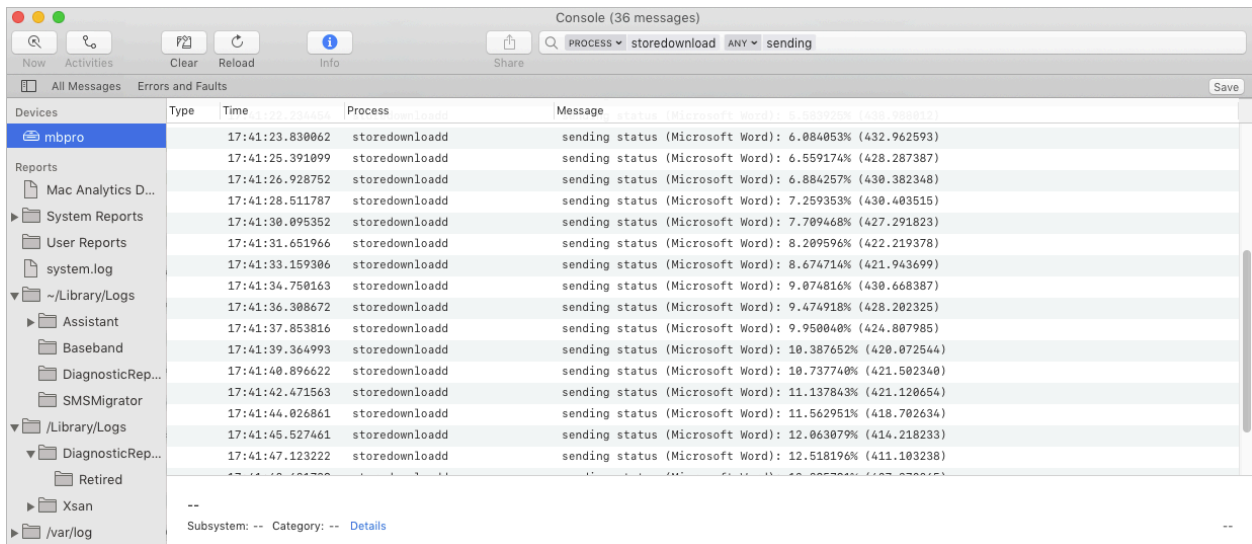 Console (36 messages)
PROCESS storedownload ANY sending
Now Activities Clear Reload Info Share
All Messages Errors and Faults Save
Devices
mbpro
Reports
Mac Analytics D...
System Reports
User Reports
system.log
~/Library/Logs
Assistant
Baseband
DiagnosticRep...
SMSMigrator
/Library/Logs
DiagnosticRep...
Retired
Xsan
/var/log
Type Time Process Message
17:41:23.830062 storedownloadd sending status (Microsoft Word): 6.084053% (432.962593)
17:41:25.391099 storedownloadd sending status (Microsoft Word): 6.559174% (428.287387)
17:41:26.928752 storedownloadd sending status (Microsoft Word): 6.884257% (430.382348)
17:41:28.511787 storedownloadd sending status (Microsoft Word): 7.259353% (430.403515)
17:41:30.095352 storedownloadd sending status (Microsoft Word): 7.709468% (427.291823)
17:41:31.651966 storedownloadd sending status (Microsoft Word): 8.209596% (422.219378)
17:41:33.159306 storedownloadd sending status (Microsoft Word): 8.674714% (421.943699)
17:41:34.750163 storedownloadd sending status (Microsoft Word): 9.074816% (430.668387)
17:41:36.308672 storedownloadd sending status (Microsoft Word): 9.474918% (428.202325)
17:41:37.853816 storedownloadd sending status (Microsoft Word): 9.950040% (424.807985)
17:41:39.364993 storedownloadd sending status (Microsoft Word): 10.387652% (420.072544)
17:41:40.896622 storedownloadd sending status (Microsoft Word): 10.737740% (421.502340)
17:41:42.471563 storedownloadd sending status (Microsoft Word): 11.137843% (421.120654)
17:41:44.026861 storedownloadd sending status (Microsoft Word): 11.562951% (418.702634)
17:41:45.527461 storedownloadd sending status (Microsoft Word): 12.063079% (414.218233)
17:41:47.123222 storedownloadd sending status (Microsoft Word): 12.518196% (411.103238)
--
Subsystem: -- Category: -- Details --